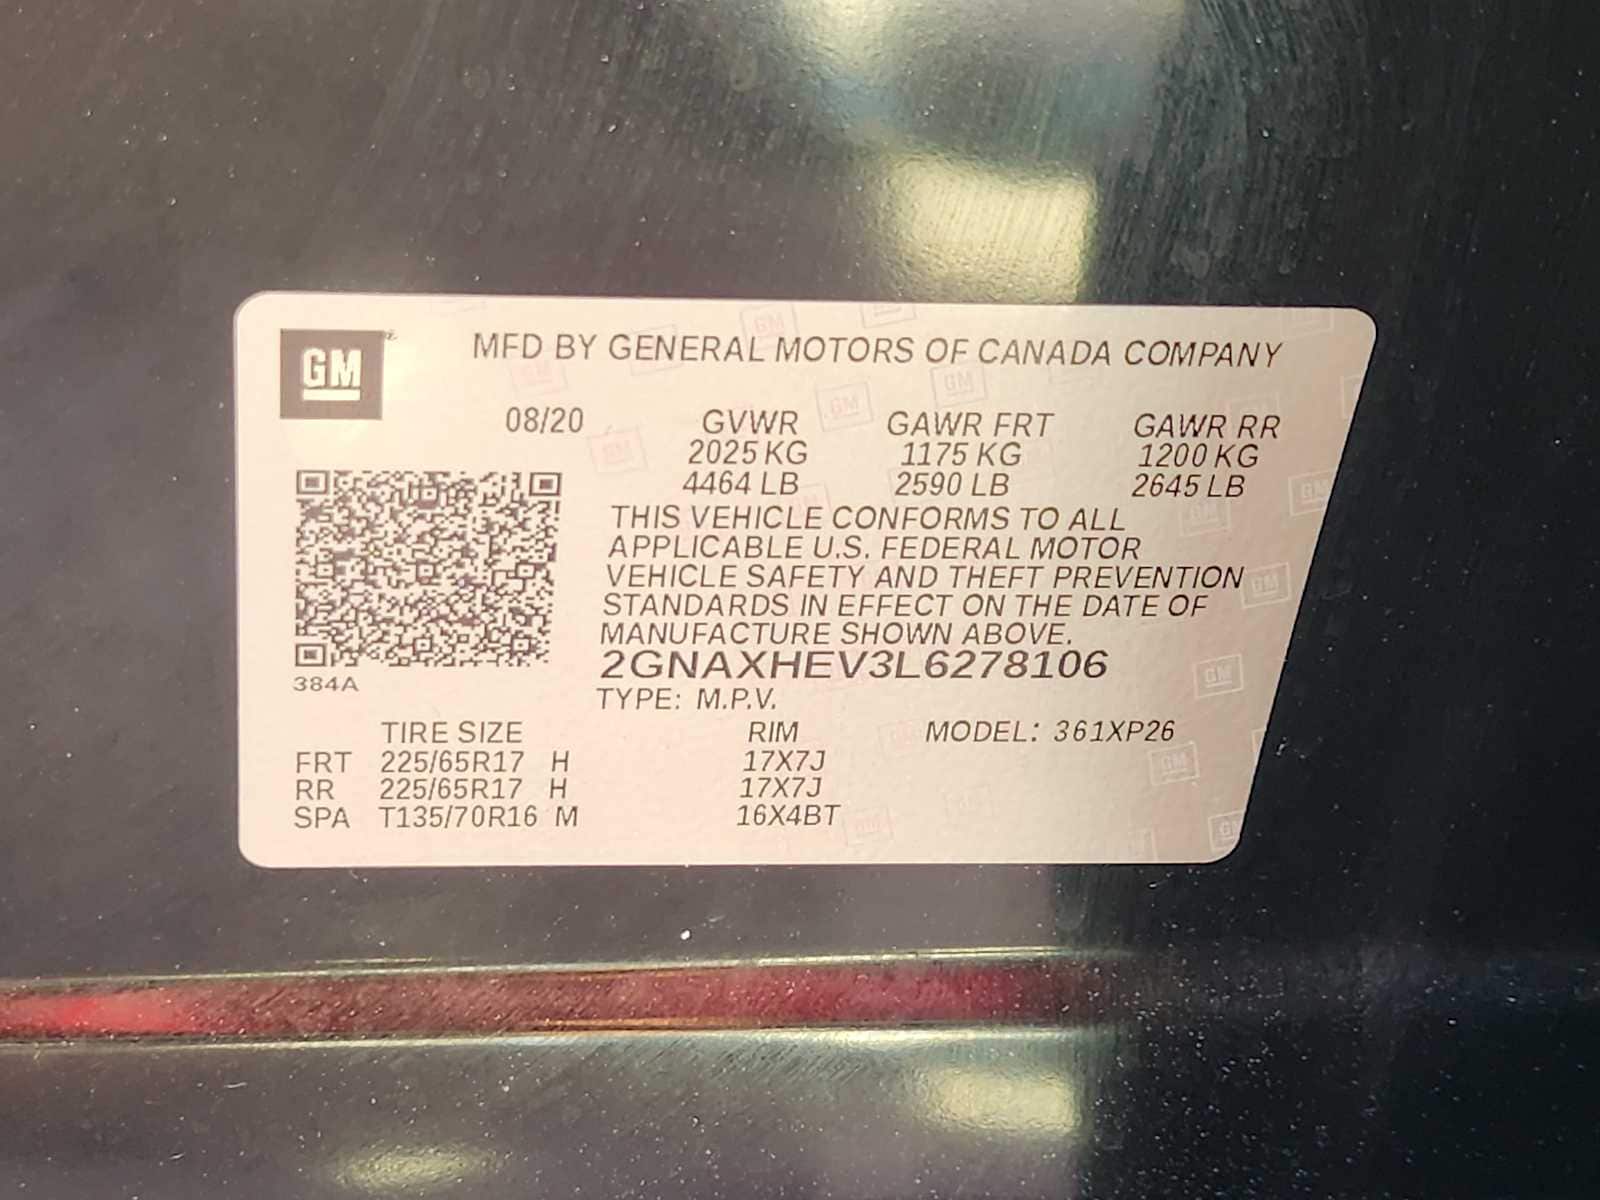 GM
MFD BY GENERAL MOTORS OF CANADA COMPANY
08/20 GVWR GAWR FRT GAWR RR
2025 KG 1175 KG 1200 KG
4464 LB 2590 LB 2645 LB
THIS VEHICLE CONFORMS TO ALL
APPLICABLE U.S. FEDERAL MOTOR
VEHICLE SAFETY AND THEFT PREVENTION
STANDARDS IN EFFECT ON THE DATE OF
MANUFACTURE SHOWN ABOVE.
2GNAXHEV3L6278106
384A
TYPE: M.P.V.
TIRE SIZE RIM MODEL: 361XP26
FRT 225/65R17 H 17X7J
RR 225/65R17 H 17X7J
SPA T135/70R16 M 16X4BT